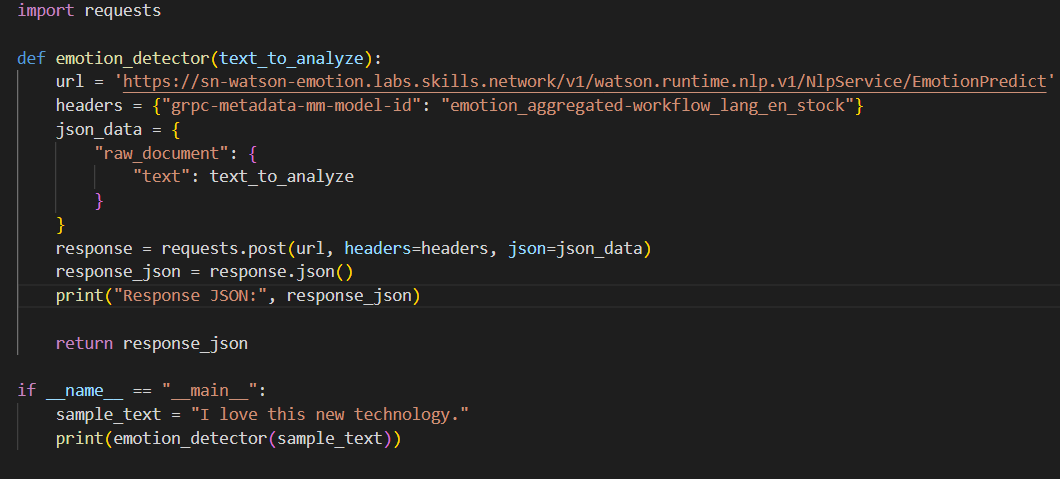 import requests

def emotion_detector(text_to_analyze):
    url = 'https://sn-watson-emotion.labs.skills.network/v1/watson.runtime.nlp.v1/NlpService/EmotionPredict'
    headers = {"grpc-metadata-mm-model-id": "emotion_aggregated-workflow_lang_en_stock"}
    json_data = {
        "raw_document": {
            "text": text_to_analyze
        }
    }
    response = requests.post(url, headers=headers, json=json_data)
    response_json = response.json()
    print("Response JSON:", response_json)

    return response_json

if __name__ == "__main__":
    sample_text = "I love this new technology."
    print(emotion_detector(sample_text))